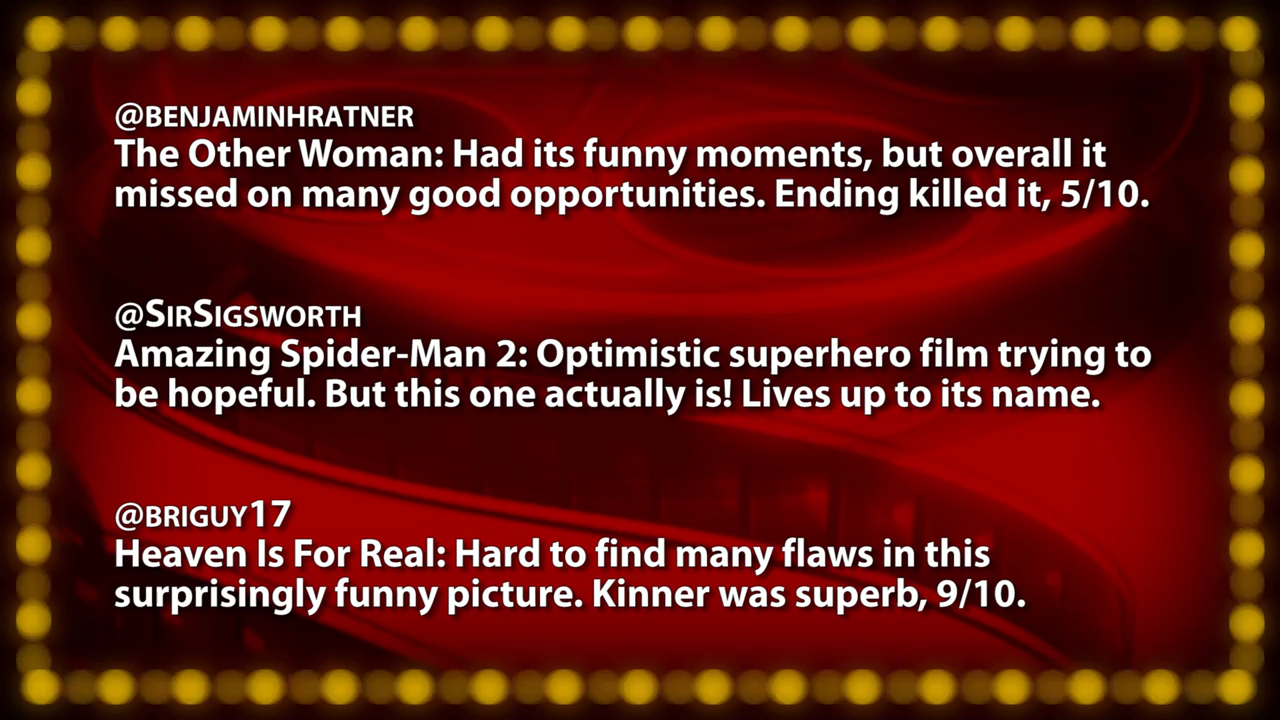 @BENJAMINHRATNER
The Other Woman: Had its funny moments, but overall it
missed on many good opportunities. Ending killed it, 5/10.
@SIRSIGSWORTH
Amazing Spider-Man 2: Optimistic superhero film trying to
be hopeful. But this one actually is! Lives up to its name.
@BRIGUY17
Heaven Is For Real: Hard to find many flaws in this
surprisingly funny picture. Kinner was superb, 9/10.